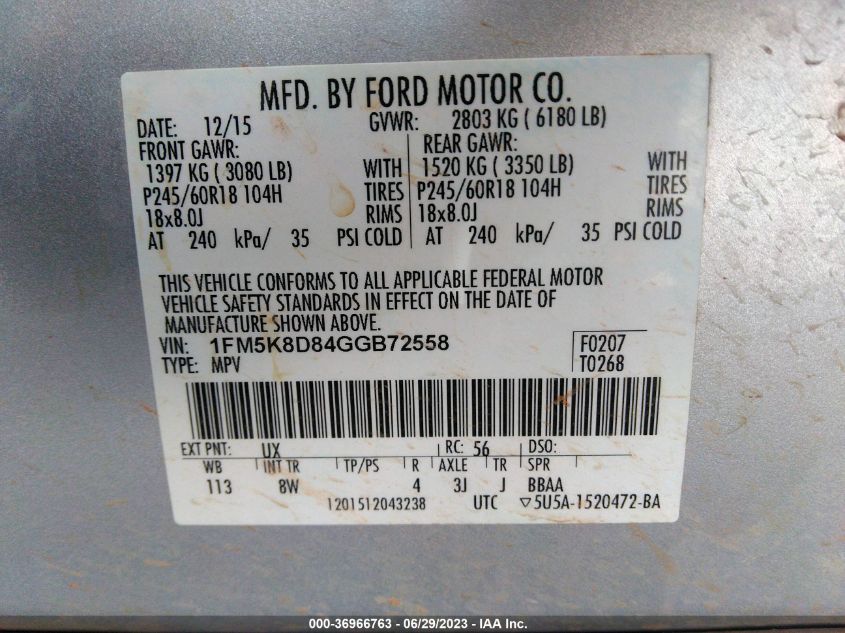 MFD. BY FORD MOTOR CO.
DATE: 12/15 GVWR: 2803 KG ( 6180 LB)
FRONT GAWR: REAR GAWR:
1397 KG ( 3080 LB) WITH 1520 KG ( 3350 LB) WITH
P245/60R18 104H TIRES P245/60R18 104H TIRES
18x8.0J RIMS 18x8.0J RIMS
AT 240 kPa/ 35 PSI COLD AT 240 kPa/ 35 PSI COLD
THIS VEHICLE CONFORMS TO ALL APPLICABLE FEDERAL MOTOR
VEHICLE SAFETY STANDARDS IN EFFECT ON THE DATE OF
MANUFACTURE SHOWN ABOVE.
VIN: 1FM5K8D84GGB72558 F0207
TYPE: MPV T0268
EXT PNT: UX RC: 56 DSO:
WB INT TR TP/PS R AXLE TR SPR
113 8W 4 3J J BBAA
1201512043238 UTC ▽5U5A-1520472-BA
000-36966763 - 06/29/2023 - IAA Inc.